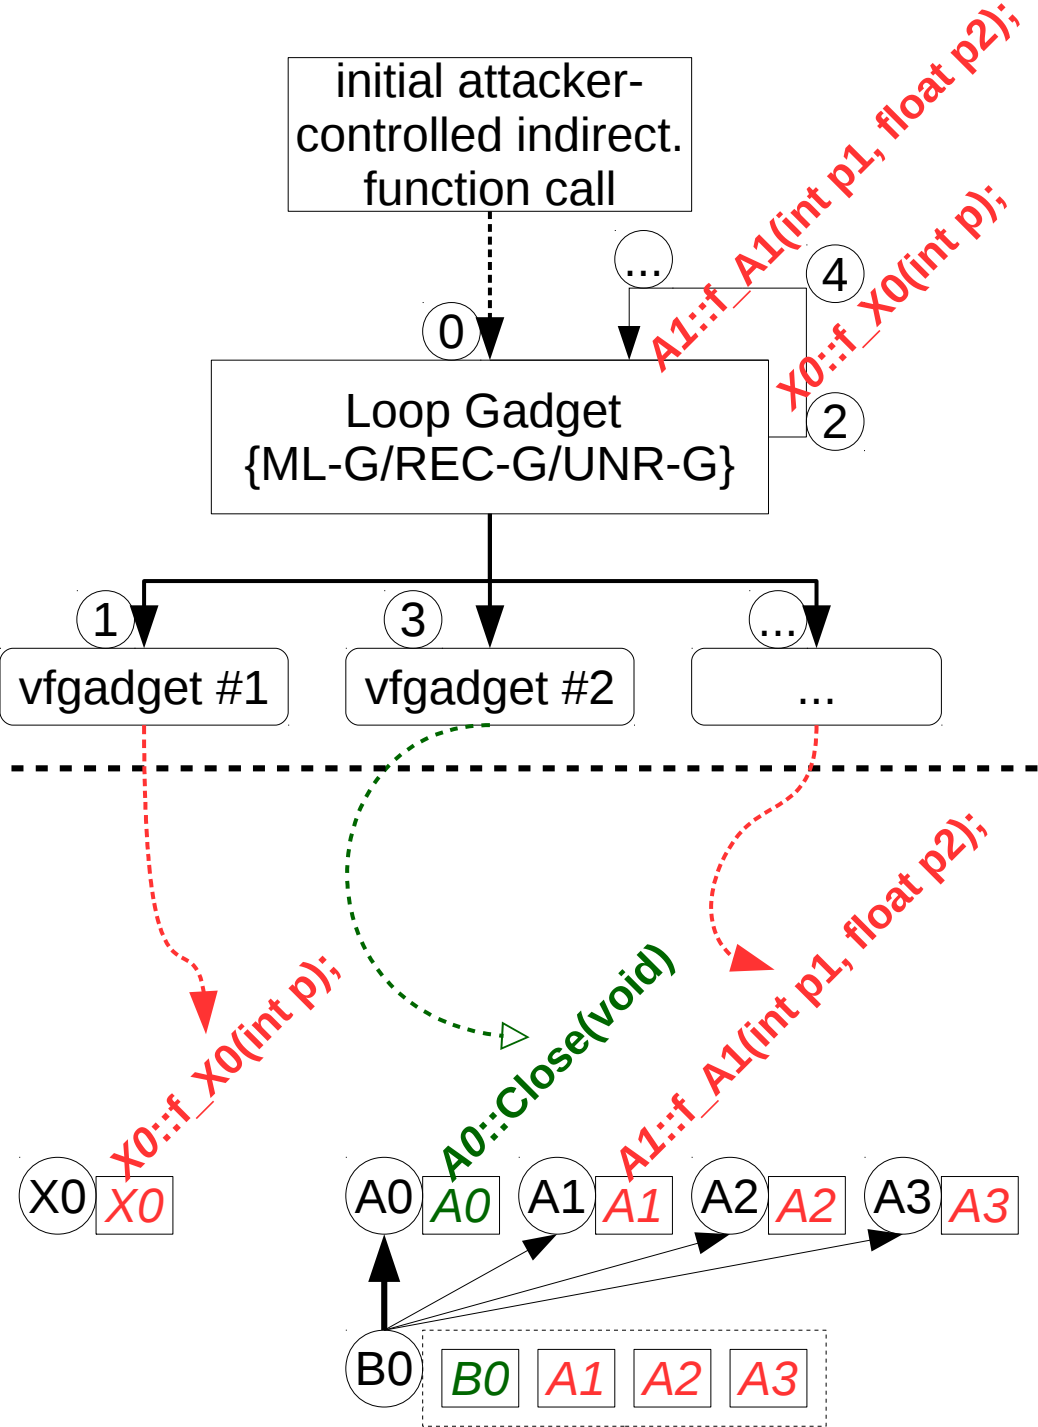 initial attacker-
controlled indirect.
function call
A1::f_A1(int p1, float p2);
X0::f_X0(int p);
...
4
0
2
Loop Gadget
{ML-G/REC-G/UNR-G}
1
3
...
vfgadget #1
vfgadget #2
...
X0::f_X0(int p);
A0::Close(void)
A1::f_A1(int p1, float p2);
X0 X0 A0 A0 A1 A1 A2 A2 A3 A3
B0 B0 A1 A2 A3